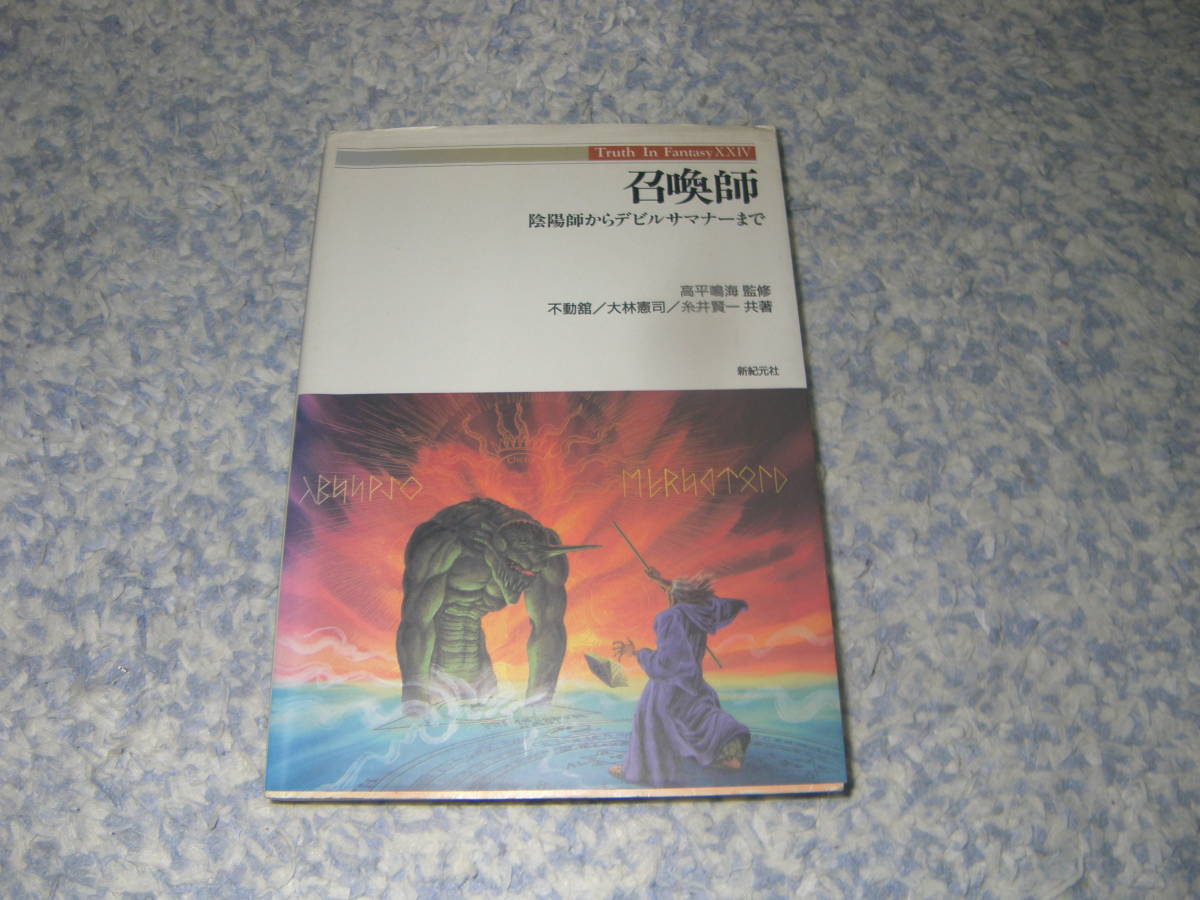 Truth In Fantasy XXIV
召喚師
陰陽師からデビルサマナーまで
高平鳴海 監修
不動舘／大林憲司／糸井賢一 共著
新紀元社